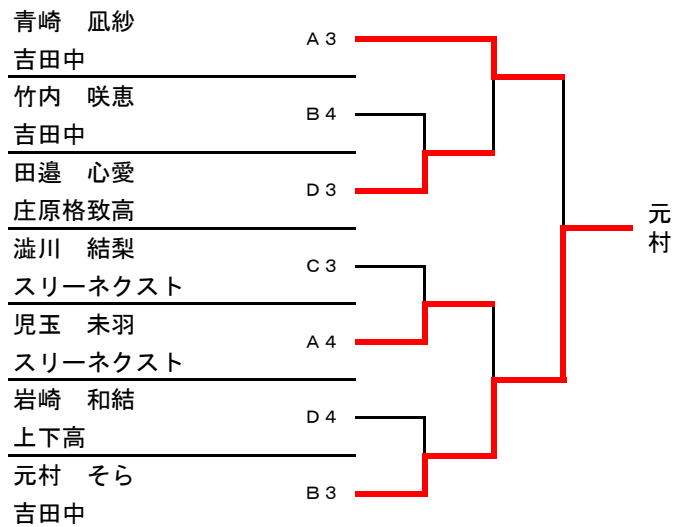 青崎　凪紗
吉田中
A3
竹内　咲恵
吉田中
B4
田邉　心愛
庄原格致高
D3
澁川　結梨
スリーネクスト
C3
児玉　未羽
スリーネクスト
A4
岩崎　和結
上下高
D4
元村　そら
吉田中
B3
元村